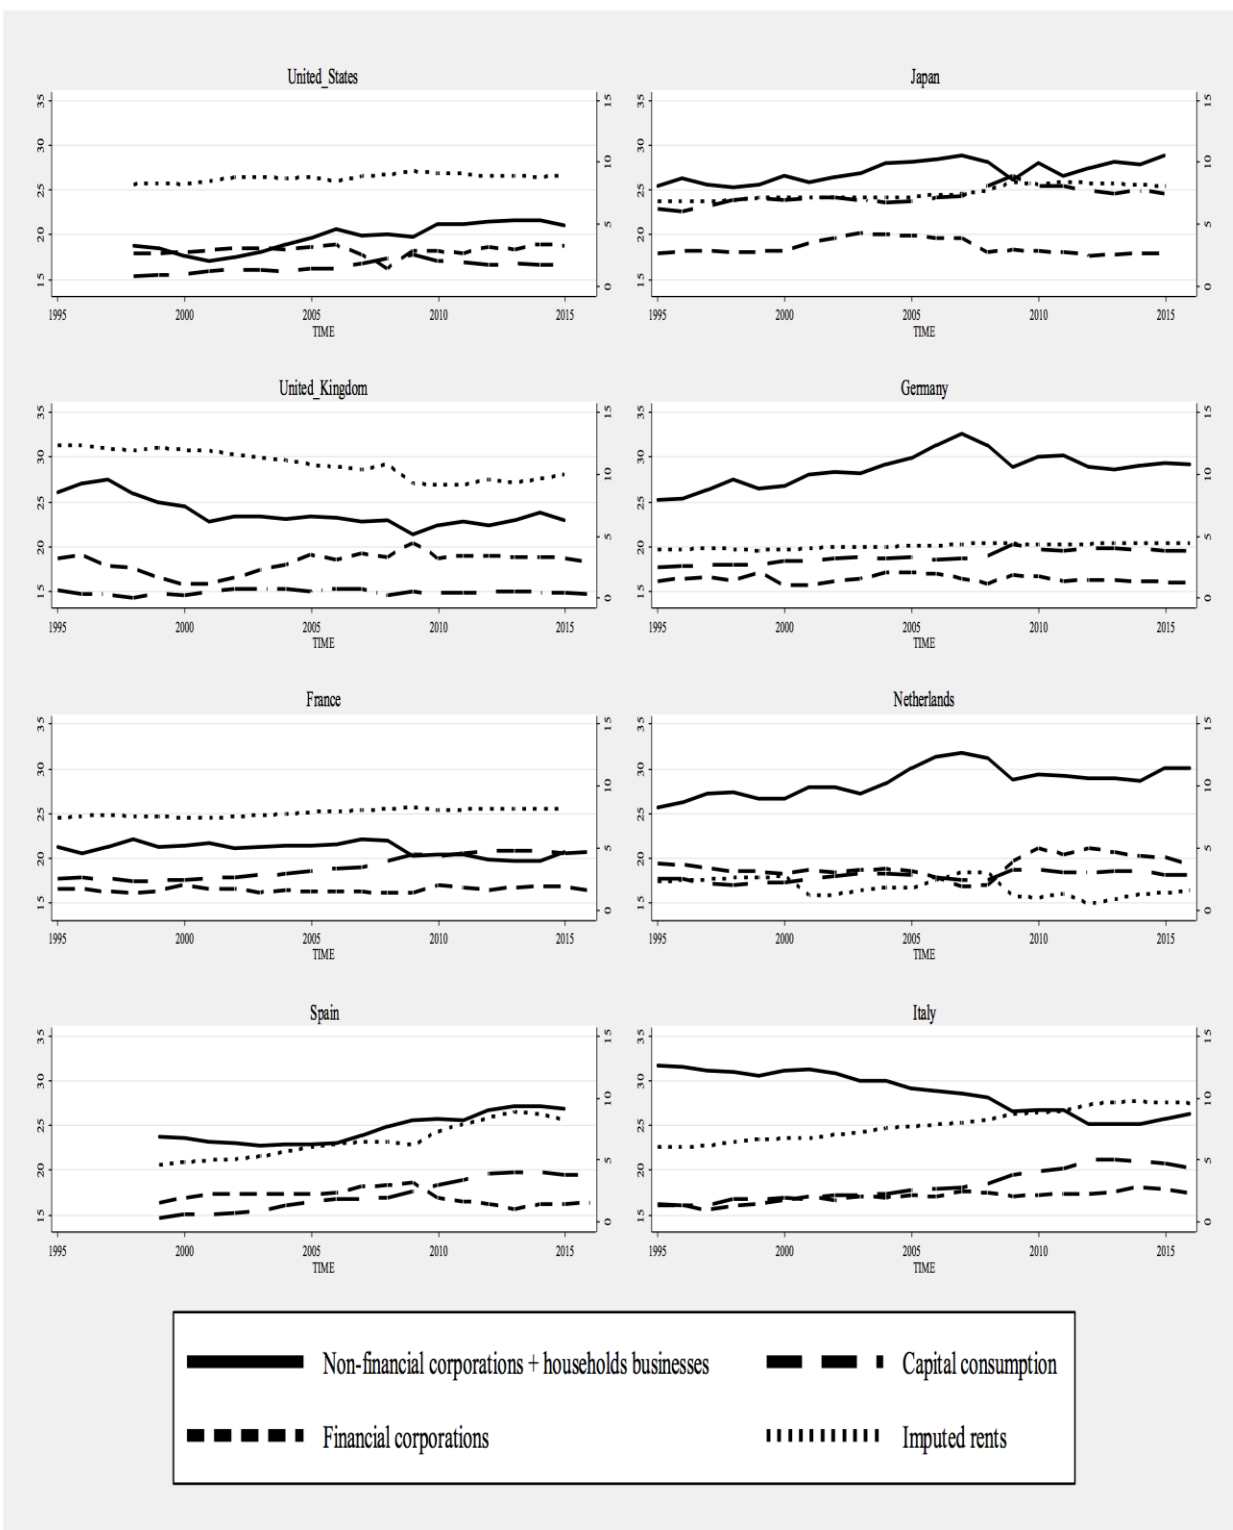 United_States
35
30
25
20
15
15
10
5
0
1995 2000 2005 2010 2015
TIME
Japan
35
30
25
20
15
15
10
5
0
1995 2000 2005 2010 2015
TIME
United_Kingdom
35
30
25
20
15
15
10
5
0
1995 2000 2005 2010 2015
TIME
Germany
35
30
25
20
15
15
10
5
0
1995 2000 2005 2010 2015
TIME
France
35
30
25
20
15
15
10
5
0
1995 2000 2005 2010 2015
TIME
Netherlands
35
30
25
20
15
15
10
5
0
1995 2000 2005 2010 2015
TIME
Spain
35
30
25
20
15
15
10
5
0
1995 2000 2005 2010 2015
TIME
Italy
35
30
25
20
15
15
10
5
0
1995 2000 2005 2010 2015
TIME
Non-financial corporations + households businesses
Capital consumption
Financial corporations
Imputed rents